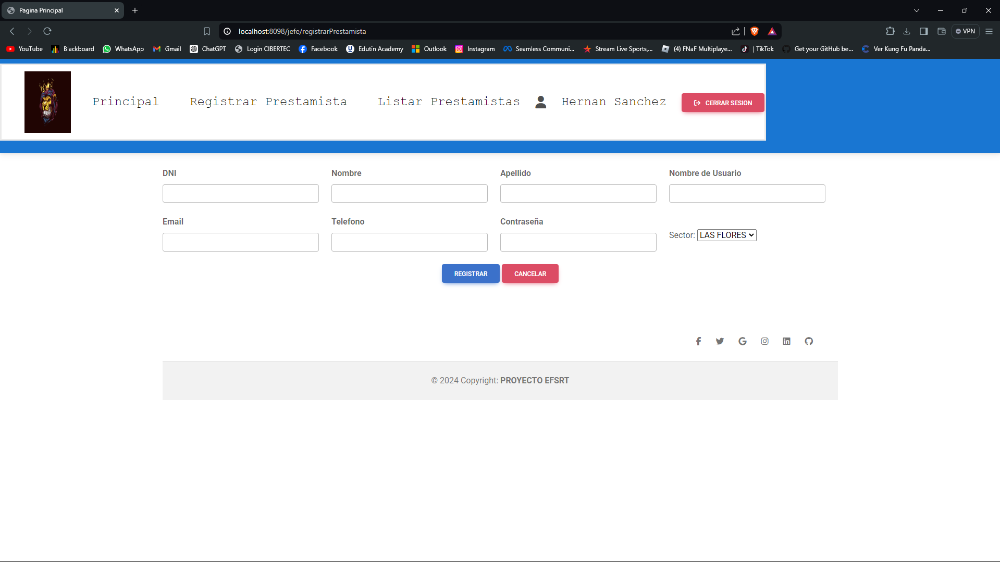 Pagina Principal
localhost:8098/jefe/registrarPrestamista
VPN
YouTube Blackboard WhatsApp Gmail ChatGPT Login CIBERTEC Facebook Edutin Academy Outlook Instagram Seamless Communi... Stream Live Sports,... (4) FNaF Multiplaye... | TikTok Get your GitHub be... Ver Kung Fu Panda...
Principal Registrar Prestamista Listar Prestamistas Hernan Sanchez CERRAR SESION
DNI Nombre Apellido Nombre de Usuario
Email Telefono Contraseña
Sector: LAS FLORES
REGISTRAR CANCELAR
© 2024 Copyright: PROYECTO EFSRT